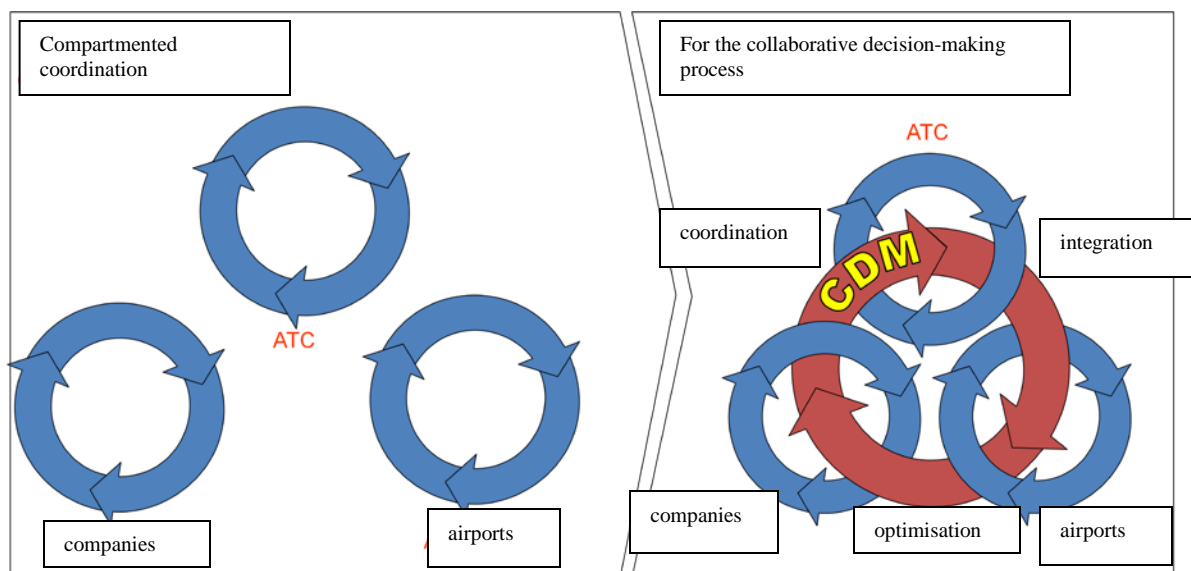 Compartmented
coordination
ATC
companies
airports
For the collaborative decision-making
process
ATC
coordination
integration
CDM
companies
optimisation
airports